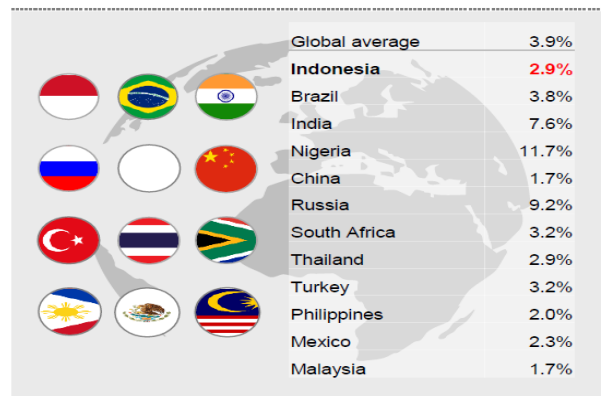 Global average 3.9%
Indonesia 2.9%
Brazil 3.8%
India 7.6%
Nigeria 11.7%
China 1.7%
Russia 9.2%
South Africa 3.2%
Thailand 2.9%
Turkey 3.2%
Philippines 2.0%
Mexico 2.3%
Malaysia 1.7%